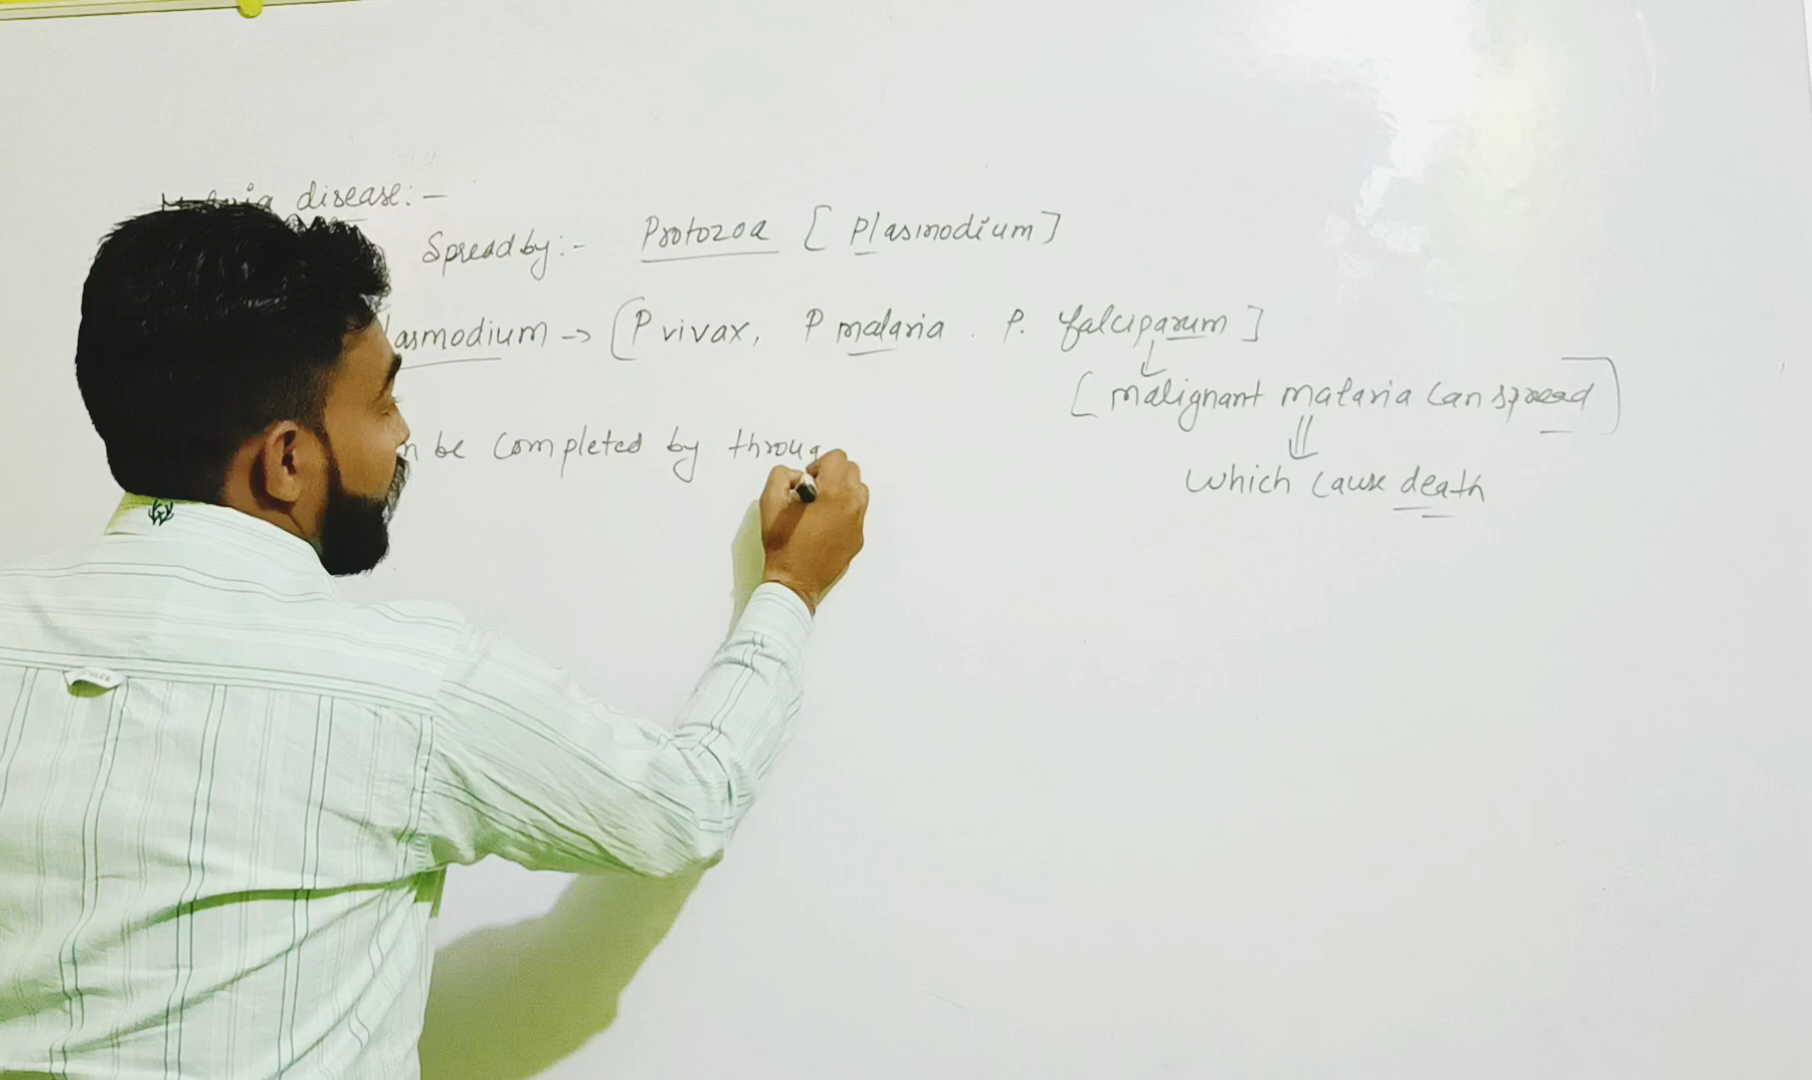 Malaria disease:-
Spread by:- Protozoa [Plasmodium]
asmodium -> [P vivax, P malaria. P. falciparum]
[malignant malaria can spread]
n be completed by throug
which cause death